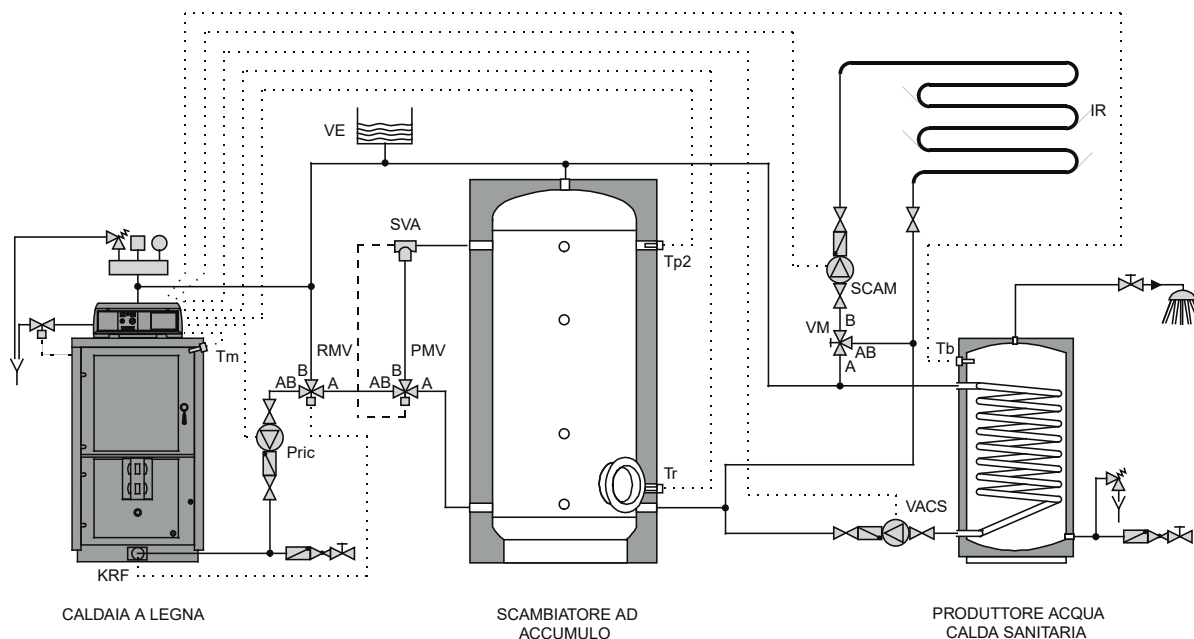 VE
IR
SVA
Tp2
SCAM
B
VM
AB
A
Tb
Tm
RMV
PMV
B
B
AB
A
AB
A
Pric
Tr
VACS
KRF
CALDAIA A LEGNA
SCAMBIATORE AD
ACCUMULO
PRODUTTORE ACQUA
CALDA SANITARIA